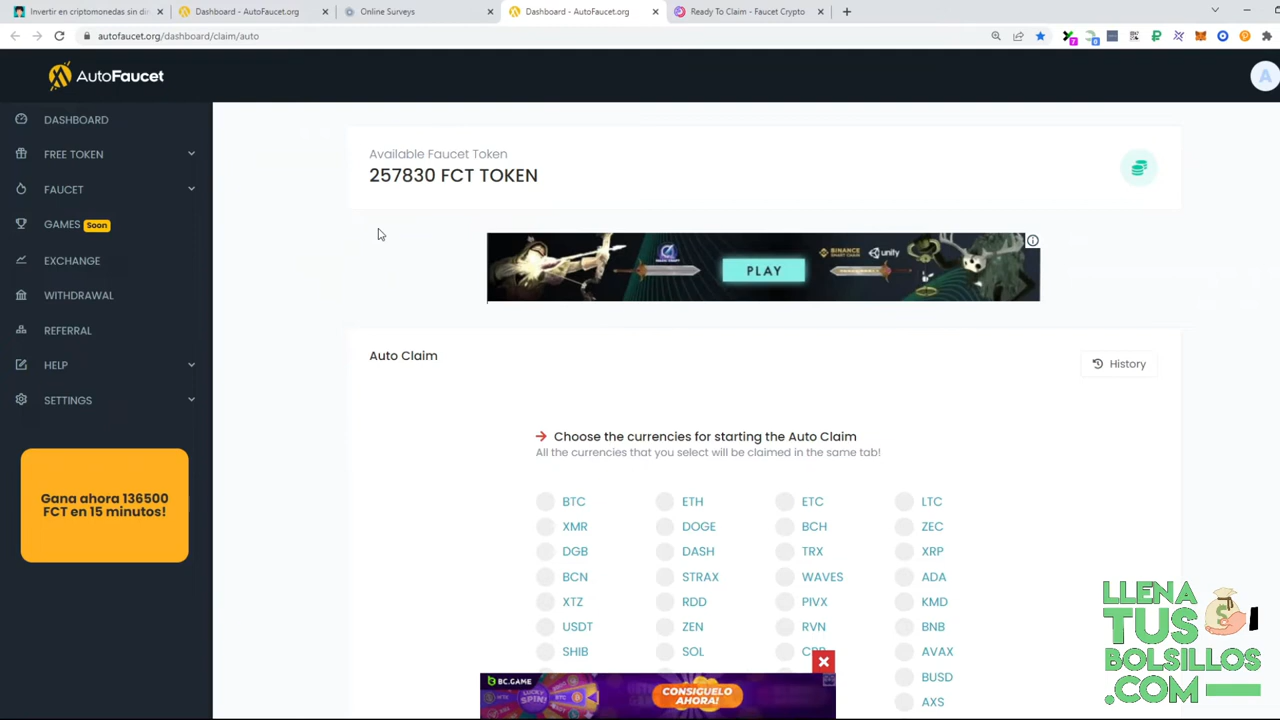 Invertir en criptomonedas sin din
Dashboard - AutoFaucet.org
Online Surveys
Dashboard - AutoFaucet.org
Ready To Claim - Faucet Crypto
autofaucet.org/dashboard/claim/auto
AutoFaucet
A
DASHBOARD
FREE TOKEN
FAUCET
GAMES Soon
EXCHANGE
WITHDRAWAL
REFERRAL
HELP
SETTINGS
Gana ahora 136500
FCT en 15 minutos!
Available Faucet Token
257830 FCT TOKEN
PLAY
BINANCE
SMART CHAIN
unity
Auto Claim
History
Choose the currencies for starting the Auto Claim
All the currencies that you select will be claimed in the same tab!
BTC ETH ETC LTC
XMR DOGE BCH ZEC
DGB DASH TRX XRP
BCN STRAX WAVES ADA
XTZ RDD PIVX KMD
USDT ZEN RVN BNB
SHIB SOL AVAX
BUSD
AXS
BC.GAME
LUCKY
SPIN!
CONSIGUELO
AHORA!
LLENA
TUS
BOLSILLOS
.COM